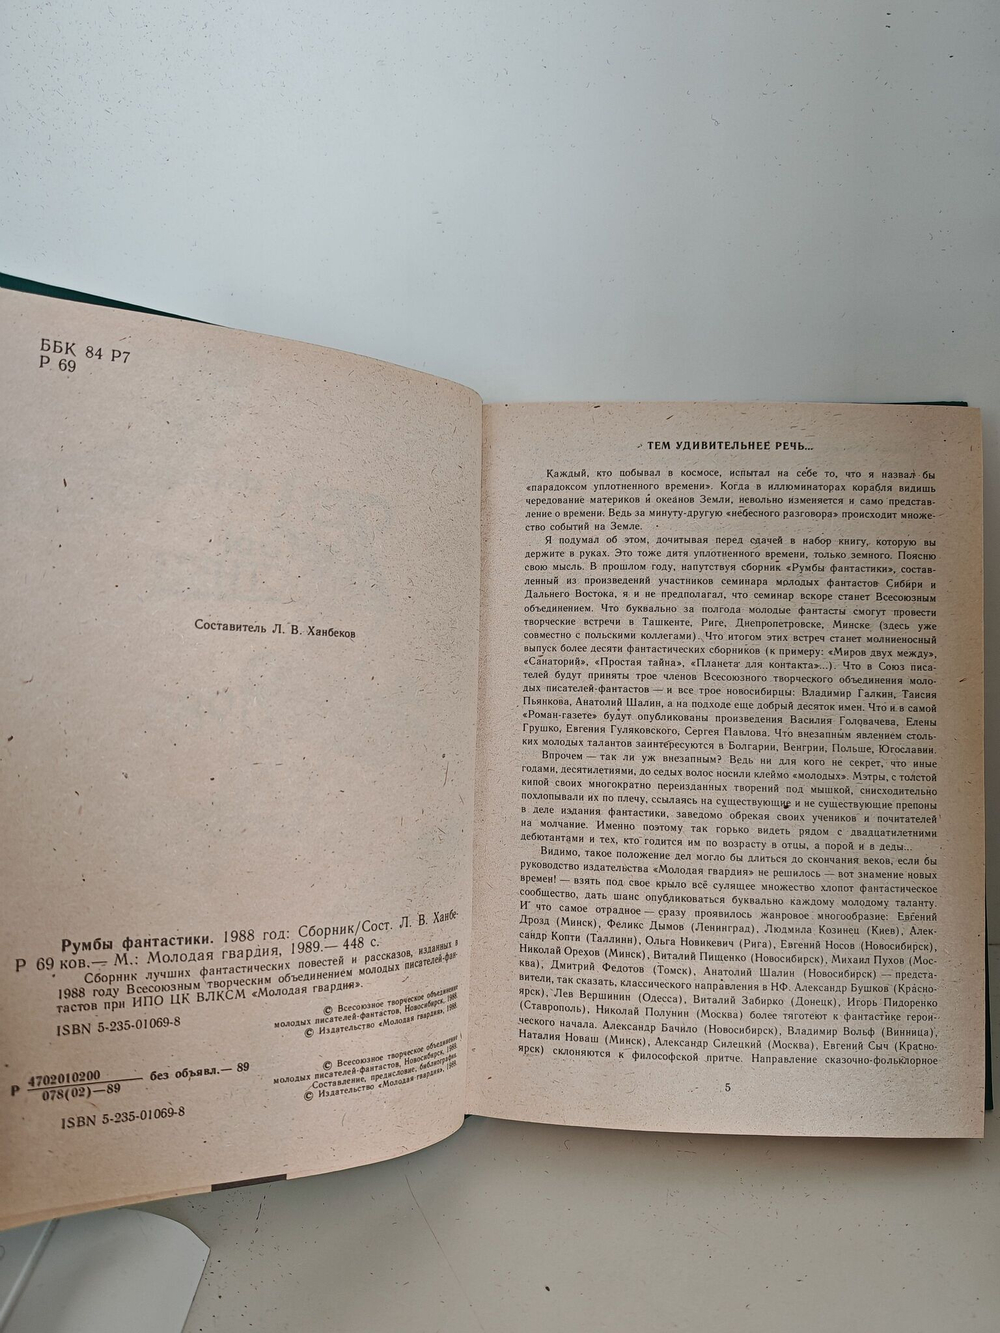 ББК 84 Р7
Р 69
Составитель Л. В. Ханбеков
Румбы фантастики. 1988 год: Сборник/Сост. Л. В. Ханбе-
Р 69 ков.— М.: Молодая гвардия, 1989.— 448 с.
Сборник лучших фантастических повестей и рассказов, изданных в
1988 году Всесоюзным творческим объединением молодых писателей-фан-
тастов при ИПО ЦК ВЛКСМ «Молодая гвардия».
© Всесоюзное творческое объединение
молодых писателей-фантастов, Новосибирск, 1988.
© Издательство «Молодая гвардия», 1988.
ISBN 5-235-01069-8
Р 4702010200
078(02)—89
без объявл.— 89
© Всесоюзное творческое объединение
молодых писателей-фантастов, Новосибирск, 1989.
Составление, предисловие, библиография.
© Издательство «Молодая гвардия», 1989.
ISBN 5-235-01069-8
ТЕМ УДИВИТЕЛЬНЕЕ РЕЧЬ...
Каждый, кто побывал в космосе, испытал на себе то, что я назвал бы
«парадоксом уплотненного времени». Когда в иллюминаторах корабля видишь
чередование материков и океанов Земли, невольно изменяется и само представ-
ление о времени. Ведь за минуту-другую «небесного разговора» происходит множе-
ство событий на Земле.
Я подумал об этом, дочитывая перед сдачей в набор книгу, которую вы
держите в руках. Это тоже дитя уплотненного времени, только земного. Поясню
свою мысль. В прошлом году, напутствуя сборник «Румбы фантастики», состав-
ленный из произведений участников семинара молодых фантастов Сибири и
Дальнего Востока, я и не предполагал, что семинар вскоре станет Всесоюзным
объединением. Что буквально за полгода молодые фантасты смогут провести
творческие встречи в Ташкенте, Риге, Днепропетровске, Минске (здесь уже
совместно с польскими коллегами). Что итогом этих встреч станет молниеносный
выпуск более десяти фантастических сборников (к примеру: «Миров двух между»,
«Санаторий», «Простая тайна», «Планета для контакта»...). Что в Союз писа-
телей будут приняты трое членов Всесоюзного творческого объединения моло-
дых писателей-фантастов — и все трое новосибирцы: Владимир Галкин, Таисия
Пьянкова, Анатолий Шалин, а на подходе еще добрый десяток имен. Что и в самой
«Роман-газете» будут опубликованы произведения Василия Головачева, Елены
Грушко, Евгения Гуляковского, Сергея Павлова. Что внезапным явлением столь-
ких молодых талантов заинтересуются в Болгарии, Венгрии, Польше, Югославии.
Впрочем — так ли уж внезапным? Ведь ни для кого не секрет, что иные
годами, десятилетиями, до седых волос носили клеймо «молодых». Мэтры, с толстой
кипой своих многократно переизданных творений под мышкой, снисходительно
похлопывали их по плечу, ссылаясь на существующие и не существующие препоны
в деле издания фантастики, заведомо обрекая своих учеников и почитателей
на молчание. Именно поэтому так горько видеть рядом с двадцатилетними
дебютантами и тех, кто годится им по возрасту в отцы, а порой и в деды...
Видимо, такое положение дел могло бы длиться до скончания веков, если бы
руководство издательства «Молодая гвардия» не решилось — вот знамение новых
времен! — взять под свое крыло всё сулящее множество хлопот фантастическое
сообщество, дать шанс опубликоваться буквально каждому молодому таланту.
И что самое отрадное — сразу проявилось жанровое многообразие: Евгений
Дрозд (Минск), Феликс Дымов (Ленинград), Людмила Козинец (Киев), Алек-
сандр Копти (Таллинн), Ольга Новикевич (Рига), Евгений Носов (Новосибирск),
Николай Орехов (Минск), Виталий Пищенко (Новосибирск), Михаил Пухов (Мос-
ква), Дмитрий Федотов (Томск), Анатолий Шалин (Новосибирск) — предста-
вители, так сказать, классического направления в НФ. Александр Бушков (Красно-
ярск), Лев Вершинин (Одесса), Виталий Забирко (Донецк), Игорь Пидоренко
(Ставрополь), Николай Полунин (Москва) более тяготеют к фантастике герои-
ческого начала. Александр Бачило (Новосибирск), Владимир Вольф (Винница),
Наталия Новаш (Минск), Александр Силецкий (Москва), Евгений Сыч (Красно-
ярск) склоняются к философской притче. Направление сказочно-фольклорное
5